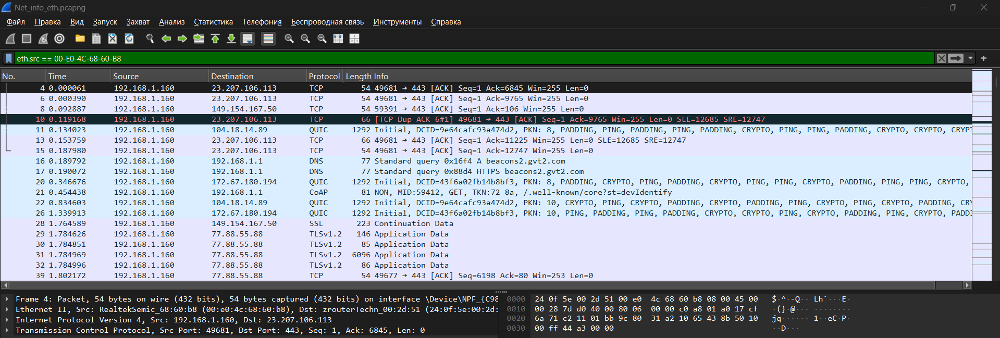 Net_info_eth.pcapng
Файл Правка Вид Запуск Захват Анализ Статистика Телефония Беспроводная связь Инструменты Справка
eth.src == 00-E0-4C-68-60-B8
No. Time Source Destination Protocol Length Info
4 0.000061 192.168.1.160 23.207.106.113 TCP 54 49681 → 443 [ACK] Seq=1 Ack=6845 Win=255 Len=0
6 0.000390 192.168.1.160 23.207.106.113 TCP 54 49681 → 443 [ACK] Seq=1 Ack=9765 Win=255 Len=0
8 0.092887 192.168.1.160 149.154.167.50 TCP 54 59391 → 443 [ACK] Seq=1 Ack=106 Win=255 Len=0
10 0.119168 192.168.1.160 23.207.106.113 TCP 66 [TCP Dup ACK 6#1] 49681 → 443 [ACK] Seq=1 Ack=9765 Win=255 Len=0 SLE=12685 SRE=12747
11 0.134023 192.168.1.160 104.18.14.89 QUIC 1292 Initial, DCID=9e64cafc93a474d2, PKN: 8, PADDING, PING, PADDING, PING, PADDING, CRYPTO, PING, PING, PADDING, CRYPTO, CRYPTO, CRYPT
13 0.153759 192.168.1.160 23.207.106.113 TCP 66 49681 → 443 [ACK] Seq=1 Ack=11225 Win=255 Len=0 SLE=12685 SRE=12747
15 0.187980 192.168.1.160 23.207.106.113 TCP 54 49681 → 443 [ACK] Seq=1 Ack=12747 Win=255 Len=0
16 0.189792 192.168.1.160 192.168.1.1 DNS 77 Standard query 0x16f4 A beacons2.gvt2.com
17 0.190072 192.168.1.160 192.168.1.1 DNS 77 Standard query 0x88d4 HTTPS beacons2.gvt2.com
20 0.346676 192.168.1.160 172.67.180.194 QUIC 1292 Initial, DCID=43f6a02fb14b8bf3, PKN: 8, PADDING, CRYPTO, PING, PADDING, CRYPTO, PING, PING, CRYPTO, PADDING, PING, PING, CRYPTO,
21 0.454438 192.168.1.160 192.168.1.1 CoAP 81 NON, MID:59412, GET, TKN:72 8a, /.well-known/core?st=devIdentify
22 0.834603 192.168.1.160 104.18.14.89 QUIC 1292 Initial, DCID=9e64cafc93a474d2, PKN: 10, CRYPTO, PING, CRYPTO, PADDING, PADDING, PING, CRYPTO, PING, CRYPTO, PADDING, CRY
26 1.339913 192.168.1.160 172.67.180.194 QUIC 1292 Initial, DCID=43f6a02fb14b8bf3, PKN: 10, PING, PADDING, PING, PADDING, CRYPTO, CRYPTO, PING, CRYPTO, PADDING, PING, CRYPTO, PADDI
28 1.764589 192.168.1.160 149.154.167.50 SSL 223 Continuation Data
29 1.784626 192.168.1.160 77.88.55.88 TLSv1.2 146 Application Data
30 1.784851 192.168.1.160 77.88.55.88 TLSv1.2 85 Application Data
31 1.784969 192.168.1.160 77.88.55.88 TLSv1.2 6096 Application Data
32 1.784996 192.168.1.160 77.88.55.88 TLSv1.2 86 Application Data
39 1.802172 192.168.1.160 77.88.55.88 TCP 54 49677 → 443 [ACK] Seq=6198 Ack=80 Win=253 Len=0
Frame 4: Packet, 54 bytes on wire (432 bits), 54 bytes captured (432 bits) on interface \Device\NPF_{C98
Ethernet II, Src: RealtekSemic_68:60:b8 (00:e0:4c:68:60:b8), Dst: zrouterTechn_00:2d:51 (24:0f:5e:00:2d:
Internet Protocol Version 4, Src: 192.168.1.160, Dst: 23.207.106.113
Transmission Control Protocol, Src Port: 49681, Dst Port: 443, Seq: 1, Ack: 6845, Len: 0
0000 24 0f 5e 00 2d 51 00 e0 4c 68 60 b8 08 00 45 00 $·^·-Q·· Lh`···E·
0010 00 28 7d d0 40 00 80 06 00 00 c0 a8 01 a0 17 cf ·(}·@··· ········
0020 6a 71 c2 11 01 bb 9c 80 31 a2 10 65 43 8b 50 10 jq······ 1··eC·P·
0030 00 ff 44 a3 00 00 ··D···